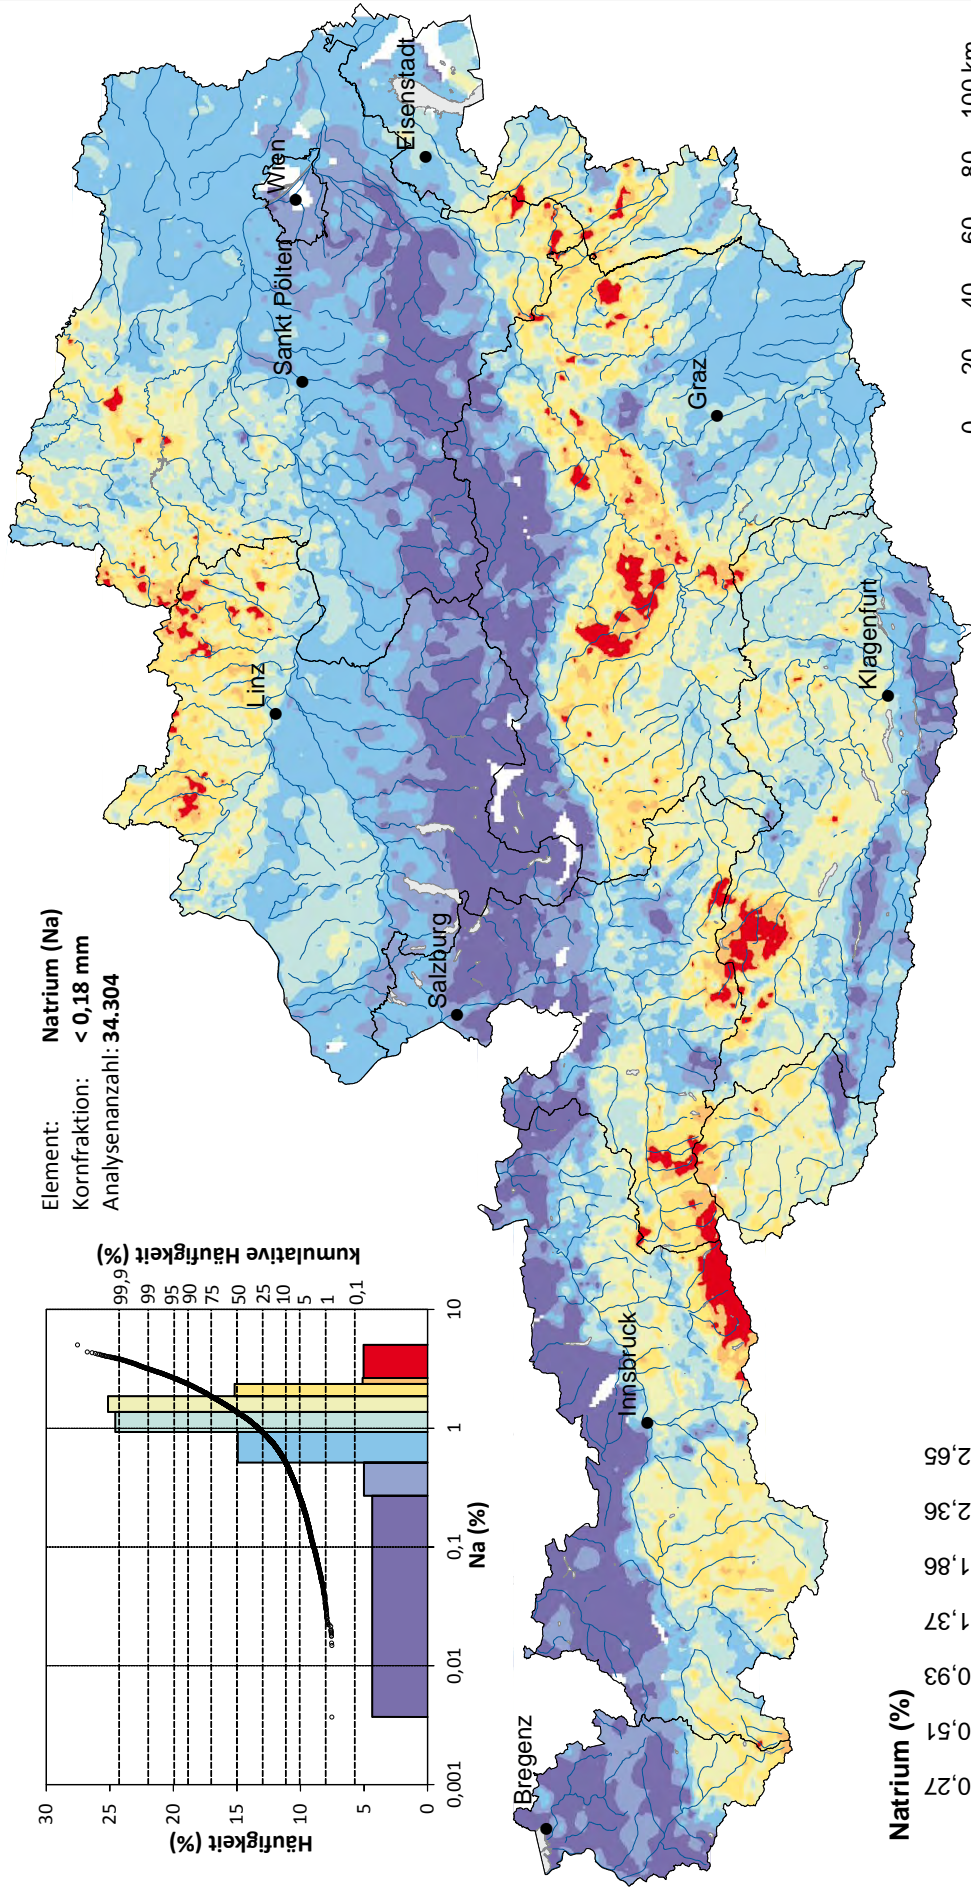 Element: Natrium (Na)
Kornfraktion: < 0,18 mm
Analysenanzahl: 34.304
Häufigkeit (%)
30
25
20
15
10
5
0
kumulative Häufigkeit (%)
99,9
99
95
90
75
50
25
10
5
1
0,1
0,001
0,01
0,1
1
10
Na (%)
Bregenz
Innsbruck
Salzburg
Linz
Sankt Pölten
Wien
Eisenstadt
Graz
Klagenfurt
Natrium (%)
0,27
0,51
0,93
1,37
1,86
2,36
2,65
0
20
40
60
80
100 km